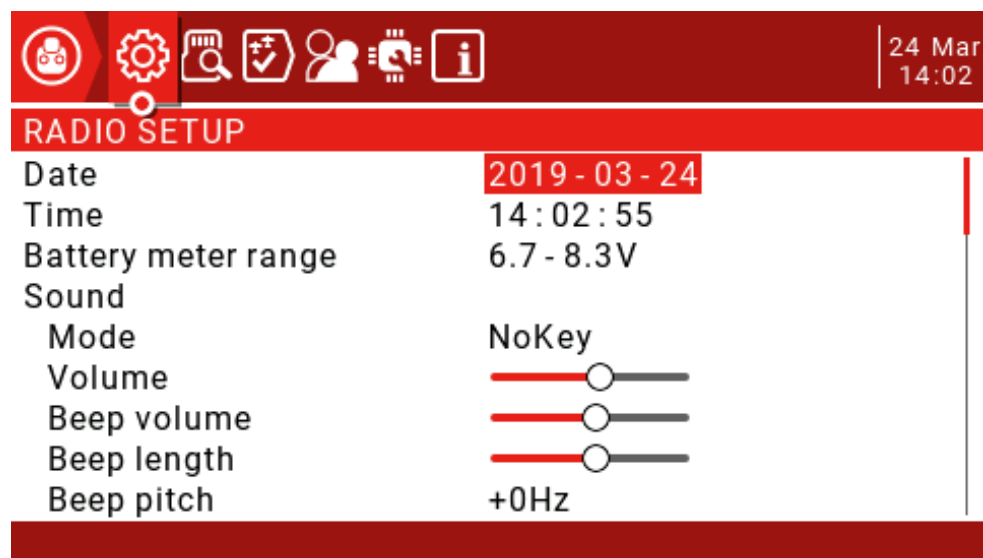 24 Mar
14:02
RADIO SETUP
Date 2019 - 03 - 24
Time 14 : 02 : 55
Battery meter range 6.7 - 8.3V
Sound
Mode NoKey
Volume
Beep volume
Beep length
Beep pitch +0Hz